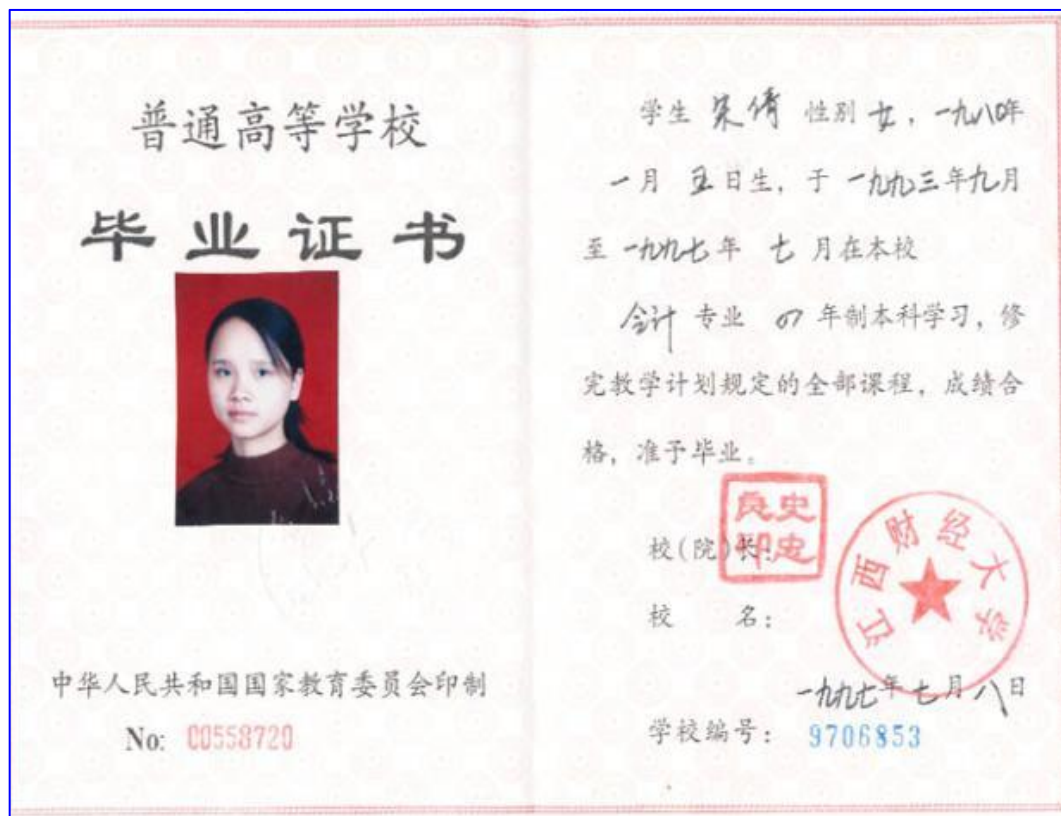 普通高等学校
毕业证书
中华人民共和国国家教育委员会印制
No: 00558720
学生 宋倩 性别 女，一九八〇年
一月 五日生，于 一九九三年九月
至 一九九七年 七月在本校
会计 专业 四 年制本科学习，修
完教学计划规定的全部课程，成绩合
格，准予毕业。
校(院)长：
史忠良印
校 名：
江西财经大学
一九九七年七月八日
学校编号： 9706853